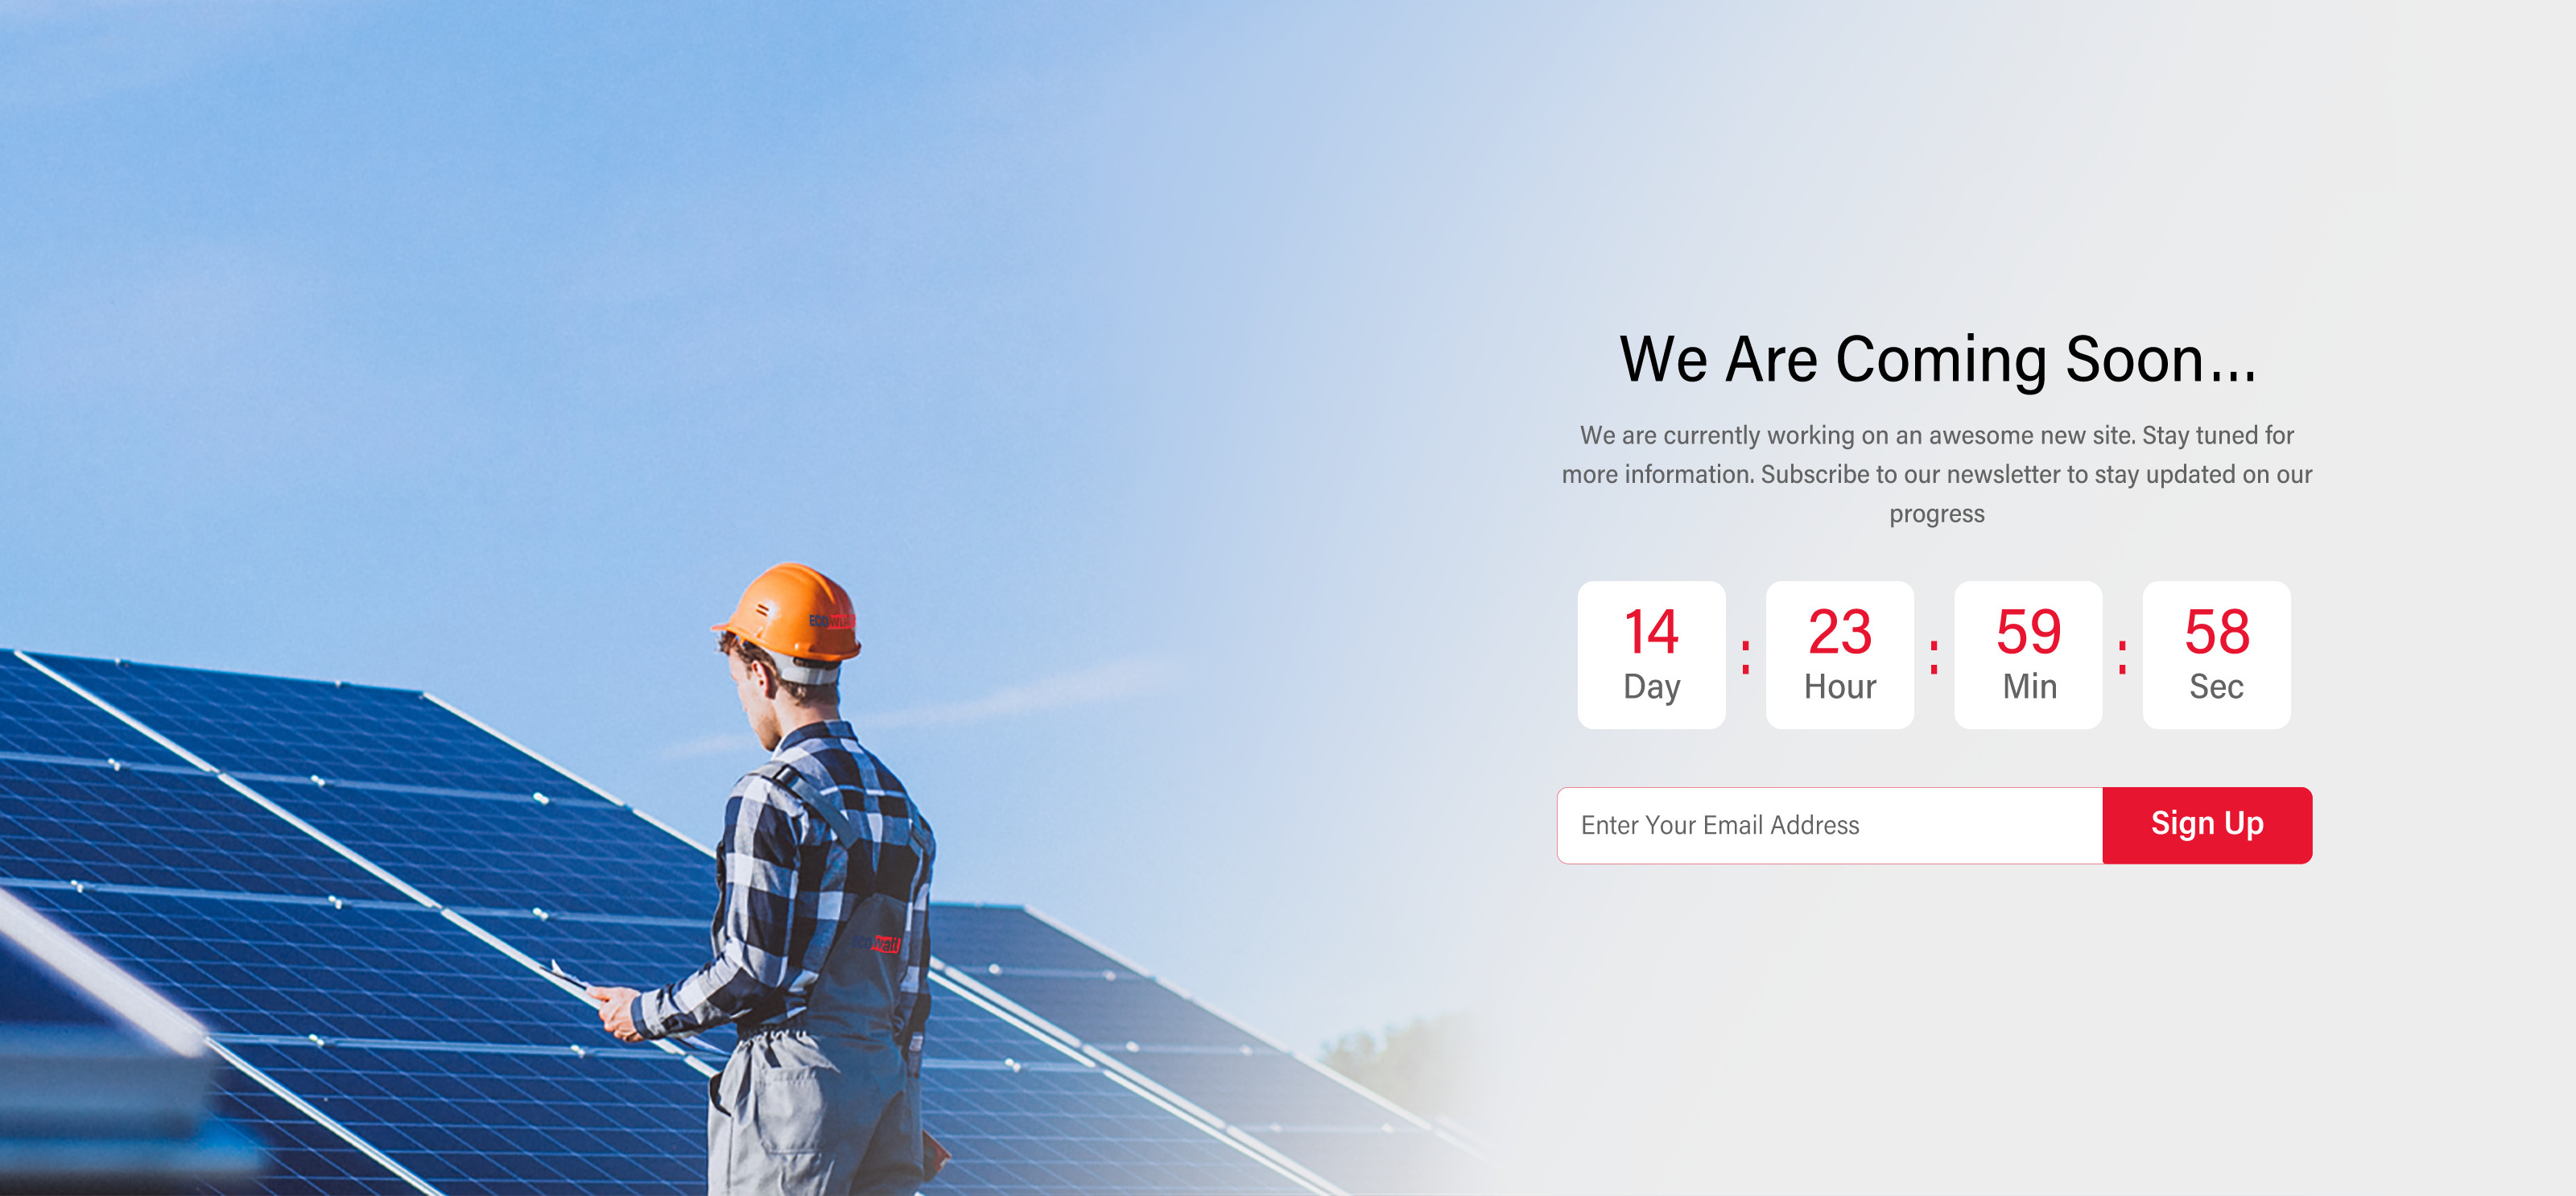 We Are Coming Soon...
We are currently working on an awesome new site. Stay tuned for
more information. Subscribe to our newsletter to stay updated on our
progress
14 : 23 : 59 : 58
Day Hour Min Sec
Enter Your Email Address
Sign Up
ECOwatt
ecowatt